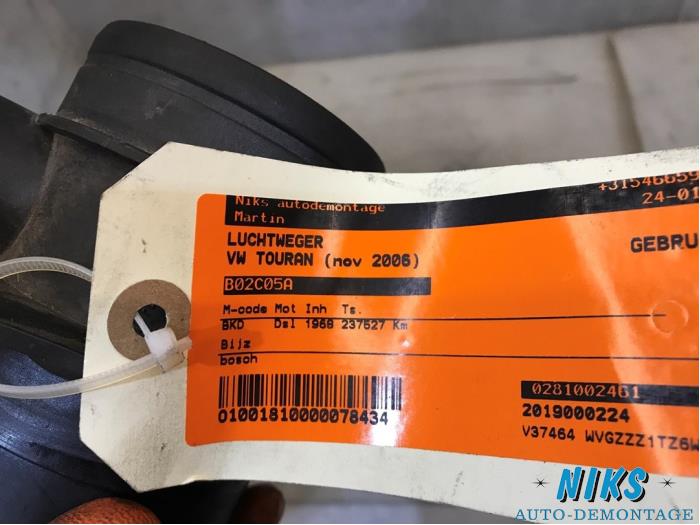 Niks autodemontage
Martin
+31546659
24-01
LUCHTWEGER
VW TOURAN (nov 2006)
GEBRU
B02C05A
M-code Mot Inh Ts.
BKD Dsl 1968 237527 Km
Bijz
bosch
0281002461
01001810000078434
2019000224
V37464 WVGZZZ1TZ6W
NIKS
AUTO-DEMONTAGE